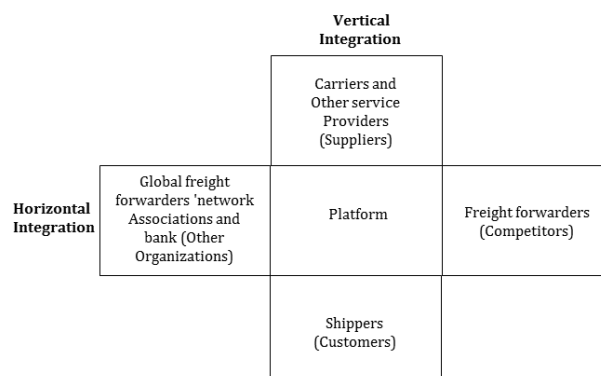 Vertical
Integration
Carriers and
Other service
Providers
(Suppliers)
Horizontal
Integration
Global freight
forwarders 'network
Associations and
bank (Other
Organizations)
Platform
Freight forwarders
(Competitors)
Shippers
(Customers)